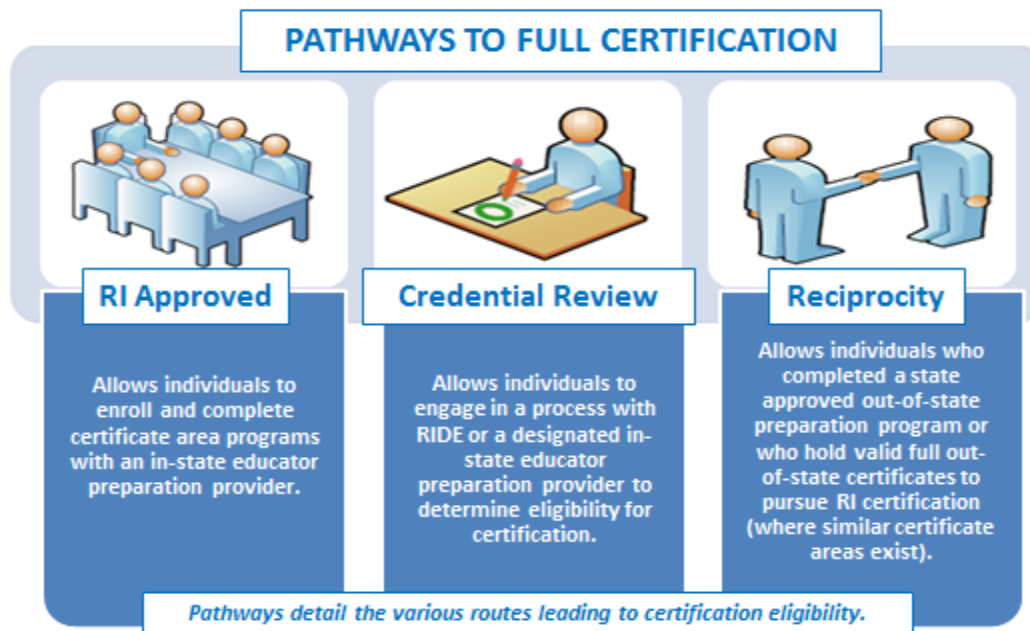 PATHWAYS TO FULL CERTIFICATION
RI Approved
Allows individuals to
enroll and complete
certificate area programs
with an in-state educator
preparation provider.
Credential Review
Allows individuals to
engage in a process with
RIDE or a designated in-
state educator
preparation provider to
determine eligibility for
certification.
Reciprocity
Allows individuals who
completed a state
approved out-of-state
preparation program or
who hold valid full out-
of-state certificates to
pursue RI certification
(where similar certificate
areas exist).
Pathways detail the various routes leading to certification eligibility.